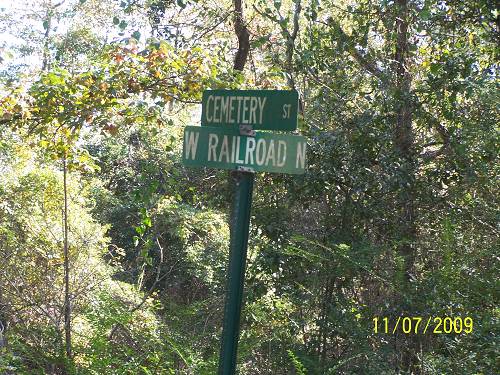 CEMETERY ST
W RAILROAD N
11/07/2009